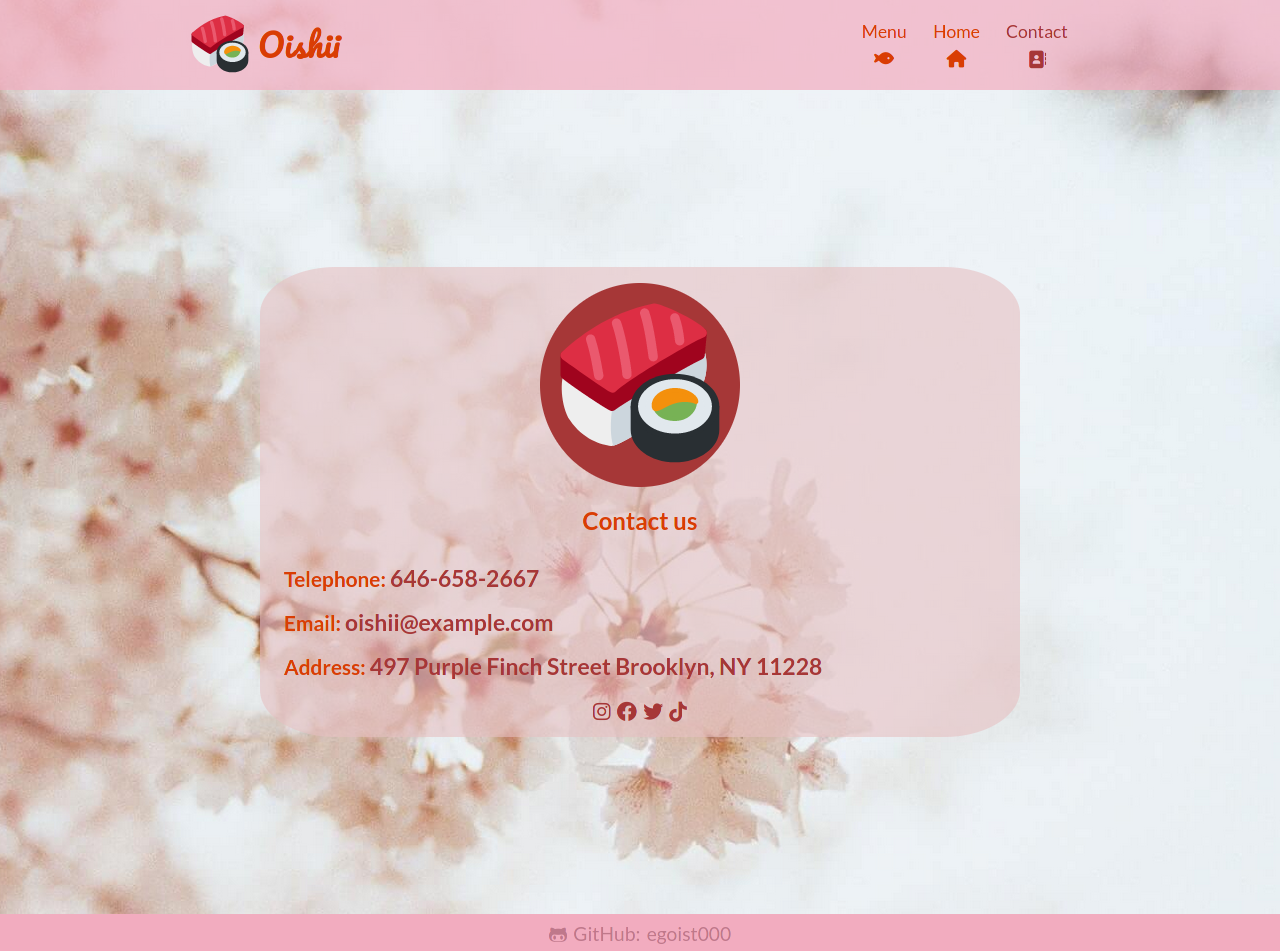 Oishii
Menu Home Contact
Contact us
Telephone: 646-658-2667
Email: oishii@example.com
Address: 497 Purple Finch Street Brooklyn, NY 11228
GitHub: egoist000